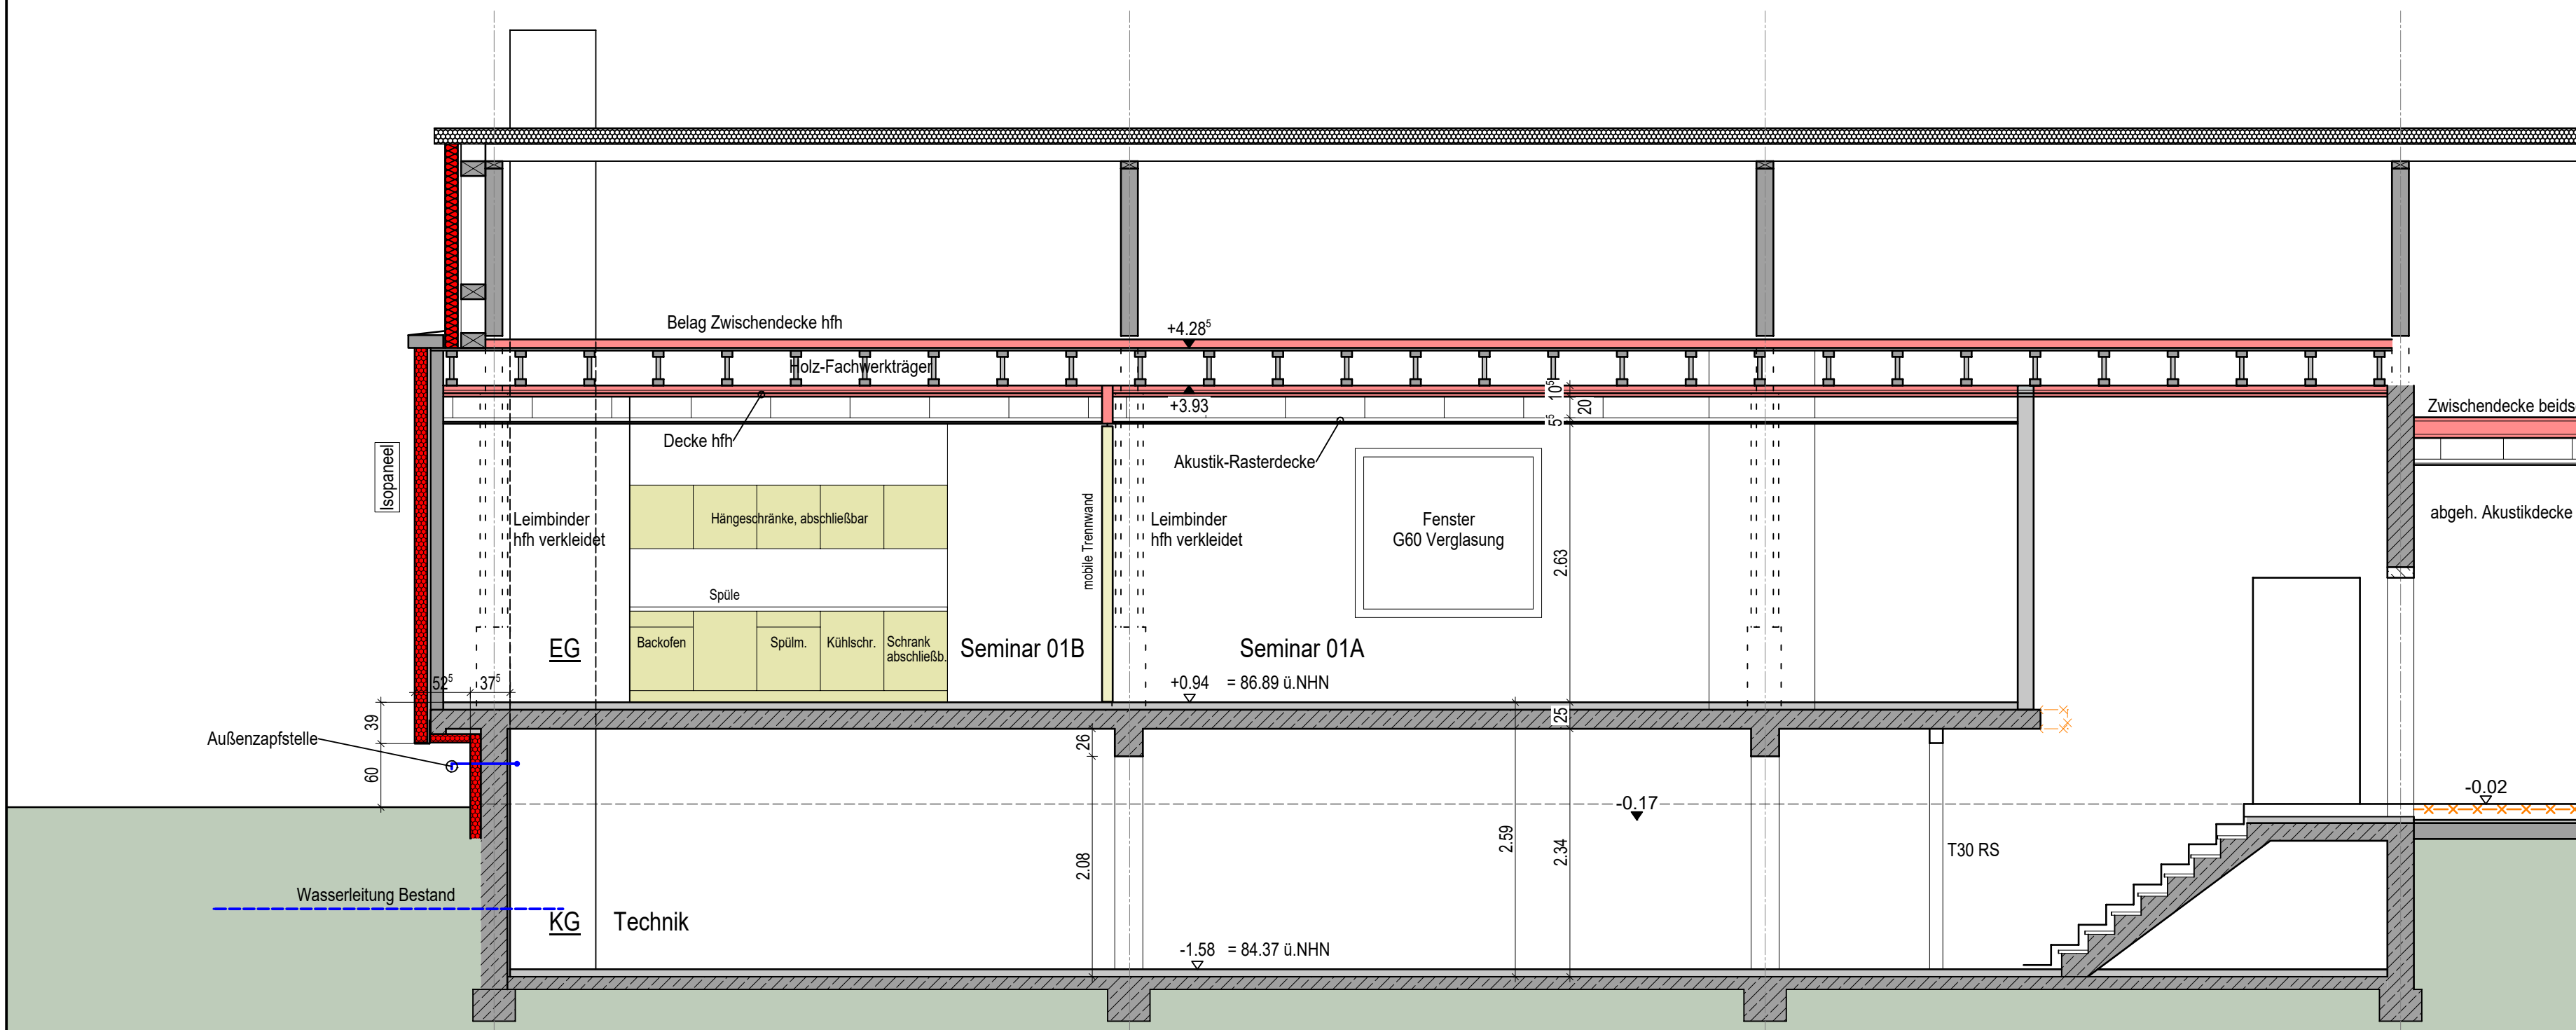 Belag Zwischendecke hfh
+4.28⁵
Holz-Fachwerkträger
+3.93
10⁵
20
5⁵
Zwischendecke beids
Decke hfh
Akustik-Rasterdecke
Isopaneel
Leimbinder
hfh verkleidet
Hängeschränke, abschließbar
mobile Trennwand
Leimbinder
hfh verkleidet
Fenster
G60 Verglasung
abgeh. Akustikdecke
2.63
Spüle
EG
Backofen
Spülm.
Kühlschr.
Schrank
abschließb.
Seminar 01B
Seminar 01A
52⁵
37⁵
+0.94 = 86.89 ü.NHN
39
25
Außenzapfstelle
26
60
-0.17
-0.02
2.59
2.34
2.08
T30 RS
Wasserleitung Bestand
KG
Technik
-1.58 = 84.37 ü.NHN